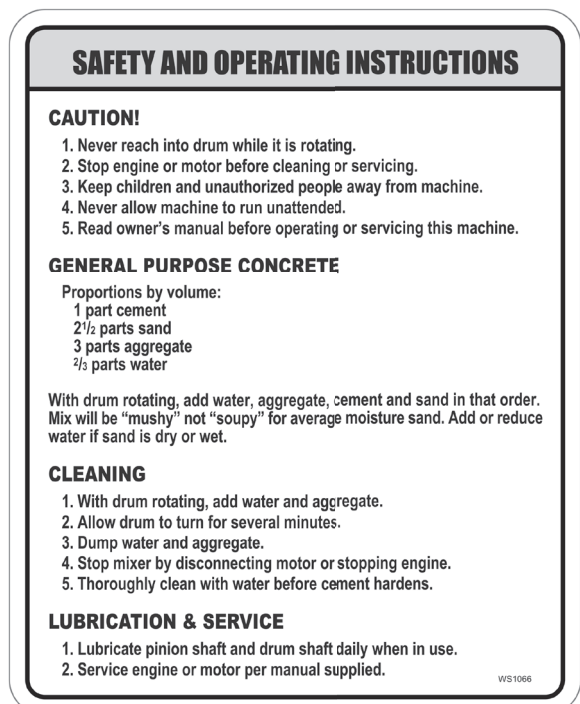 SAFETY AND OPERATING INSTRUCTIONS
CAUTION!
1. Never reach into drum while it is rotating.
2. Stop engine or motor before cleaning or servicing.
3. Keep children and unauthorized people away from machine.
4. Never allow machine to run unattended.
5. Read owner's manual before operating or servicing this machine.
GENERAL PURPOSE CONCRETE
Proportions by volume:
1 part cement
2 1/2 parts sand
3 parts aggregate
2/3 parts water
With drum rotating, add water, aggregate, cement and sand in that order.
Mix will be “mushy” not “soupy” for average moisture sand. Add or reduce
water if sand is dry or wet.
CLEANING
1. With drum rotating, add water and aggregate.
2. Allow drum to turn for several minutes.
3. Dump water and aggregate.
4. Stop mixer by disconnecting motor or stopping engine.
5. Thoroughly clean with water before cement hardens.
LUBRICATION & SERVICE
1. Lubricate pinion shaft and drum shaft daily when in use.
2. Service engine or motor per manual supplied.
WS1066